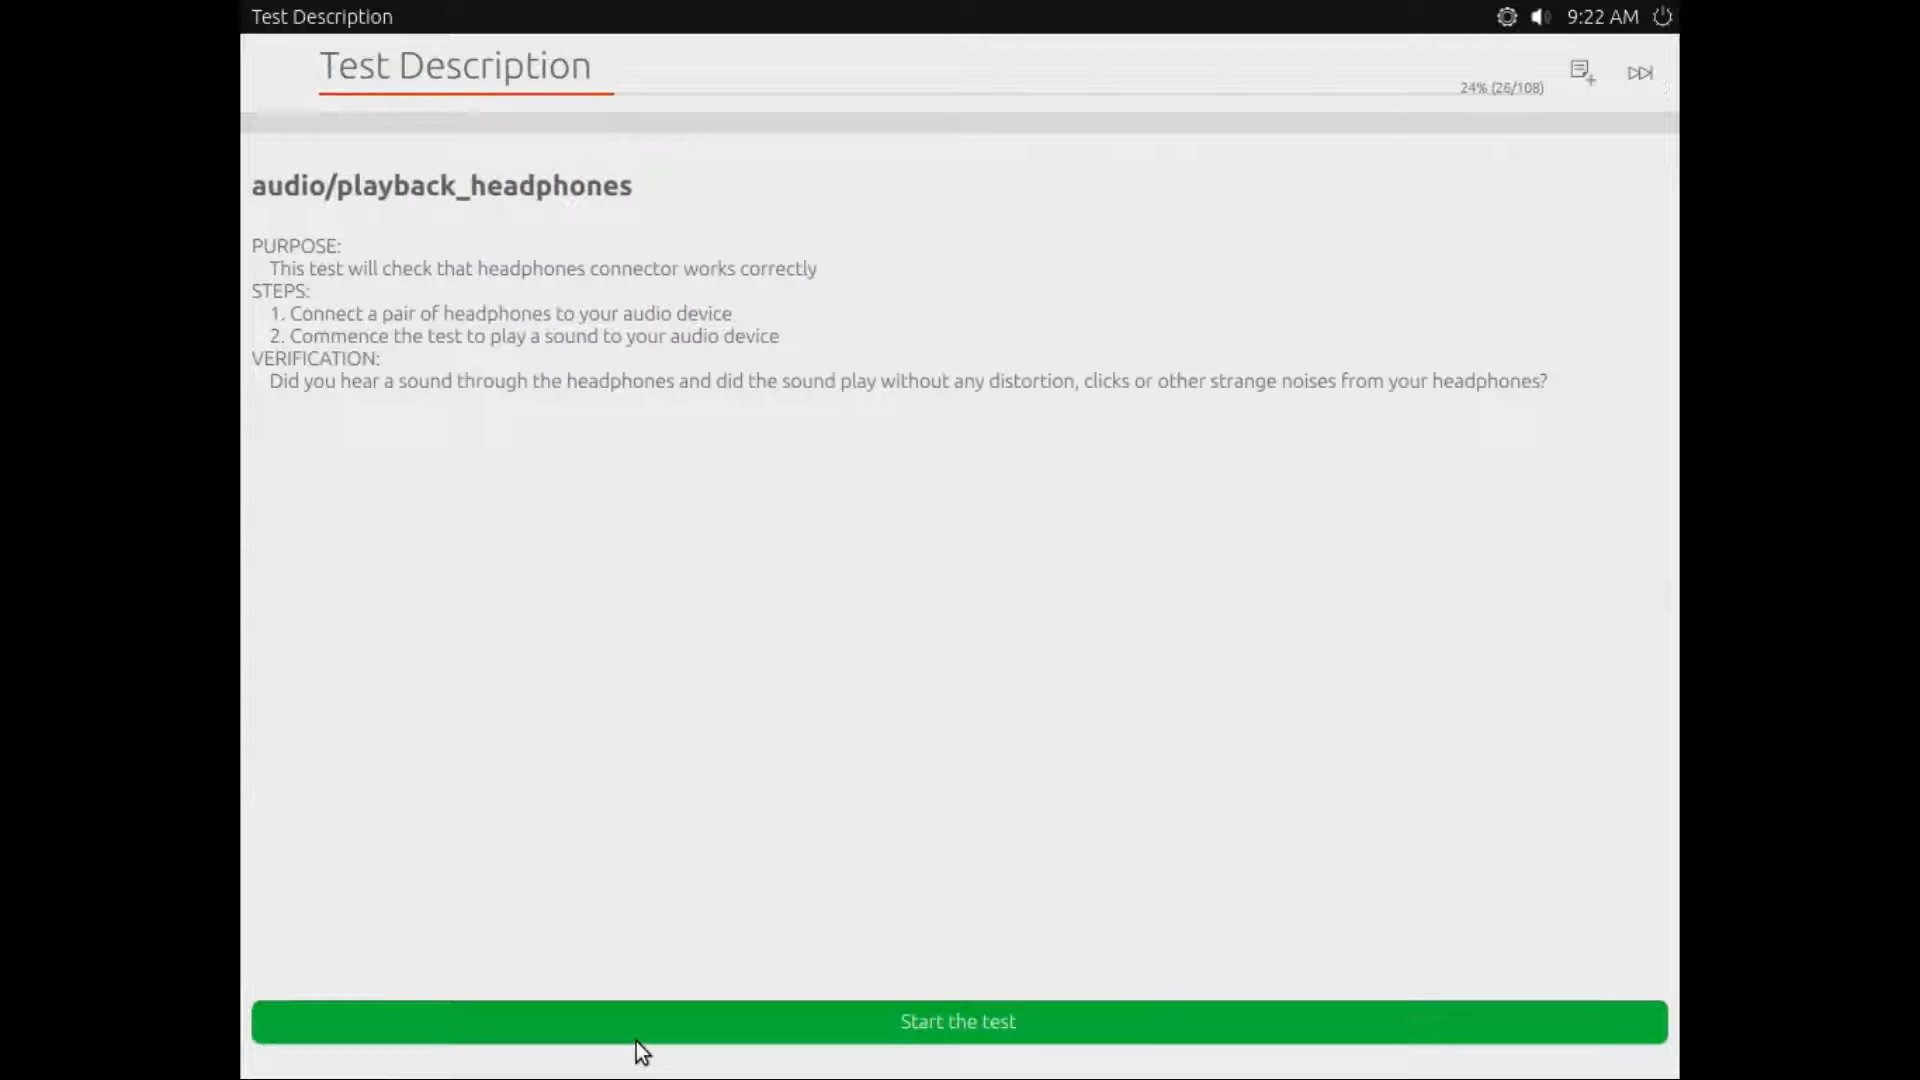 Test Description
9:22 AM
Test Description
24% (26/108)
audio/playback_headphones
PURPOSE:
This test will check that headphones connector works correctly
STEPS:
1. Connect a pair of headphones to your audio device
2. Commence the test to play a sound to your audio device
VERIFICATION:
Did you hear a sound through the headphones and did the sound play without any distortion, clicks or other strange noises from your headphones?
Start the test